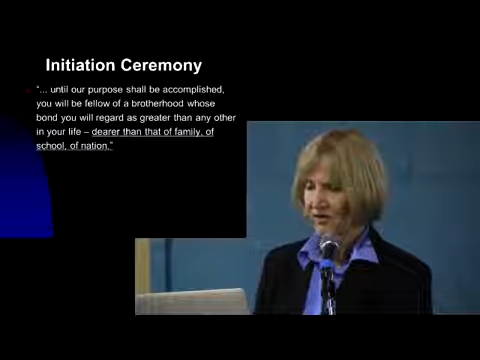 Initiation Ceremony
“... until our purpose shall be accomplished,
you will be fellow of a brotherhood whose
bond you will regard as greater than any other
in your life – dearer than that of family, of
school, of nation.”